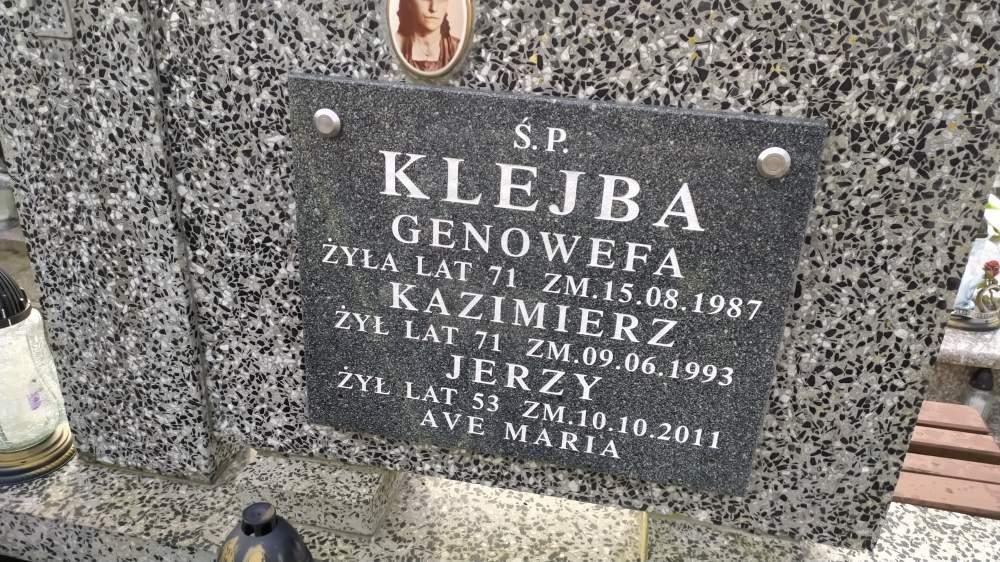 Ś.P.
KLEJBA
GENOWEFA
ŻYŁA LAT 71 ZM.15.08.1987
KAZIMIERZ
ŻYŁ LAT 71 ZM.09.06.1993
JERZY
ŻYŁ LAT 53 ZM.10.10.2011
AVE MARIA